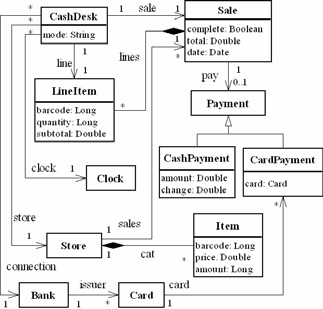 * CashDesk 1 sale 1 Sale
* * mode: String 1 complete: Boolean
total: Double
date: Date
1 1 lines 1 *
line
1 pay 1
LineItem 0..1
barcode: Long
quantity: Long
subtotal: Double
* Payment
clock 1 Clock
CashPayment CardPayment
amount: Double
change: Double
card: Card
store
sales Item *
1 Store 1
1 cat *
barcode: Long
price: Double
amount: Long
connection
1 Bank 1 issuer * Card 1 card